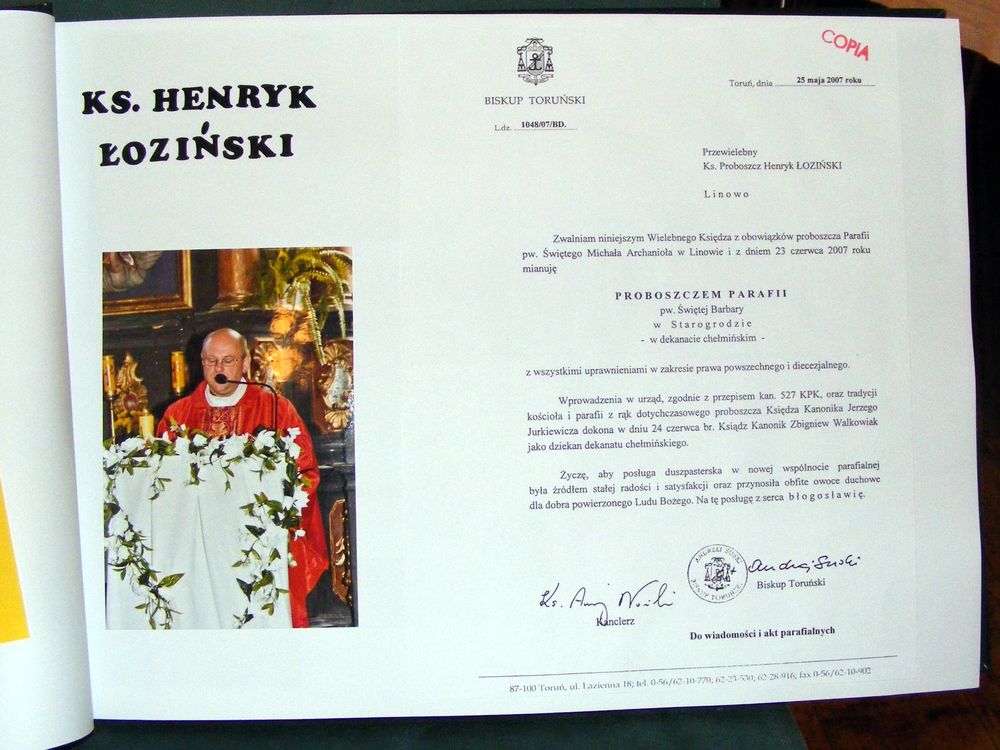 KS. HENRYK
ŁOZIŃSKI
COPIA
BISKUP TORUŃSKI
L.dz. 1048/07/BD.
Toruń, dnia 25 maja 2007 roku
Przewielebny
Ks. Proboszcz Henryk ŁOZIŃSKI
Linowo
Zwalniam niniejszym Wielebnego Księdza z obowiązków proboszcza Parafii
pw. Świętego Michała Archanioła w Linowie i z dniem 23 czerwca 2007 roku
mianuję
PROBOSZCZEM PARAFII
pw. Świętej Barbary
w Starogrodzie
- w dekanacie chełmińskim -
z wszystkimi uprawnieniami w zakresie prawa powszechnego i diecezjalnego.
Wprowadzenia w urząd, zgodnie z przepisem kan. 527 KPK, oraz tradycji
kościoła i parafii z rąk dotychczasowego proboszcza Księdza Kanonika Jerzego
Jurkiewicza dokona w dniu 24 czerwca br. Ksiądz Kanonik Zbigniew Walkowiak
jako dziekan dekanatu chełmińskiego.
Życzę, aby posługa duszpasterska w nowej wspólnocie parafialnej
była źródłem stałej radości i satysfakcji oraz przynosiła obfite owoce duchowe
dla dobra powierzonego Ludu Bożego. Na tę posługę z serca błogosławię.
ANDRZEJ SUSKI
BISKUP TORUŃSKI
Andrzej Suski
Biskup Toruński
Ks.
Kanclerz
Do wiadomości i akt parafialnych
87-100 Toruń, ul. Łazienna 18; tel. 0-56/62-10-770; 62-23-530; 62-28-916; fax 0-56/62-10-902